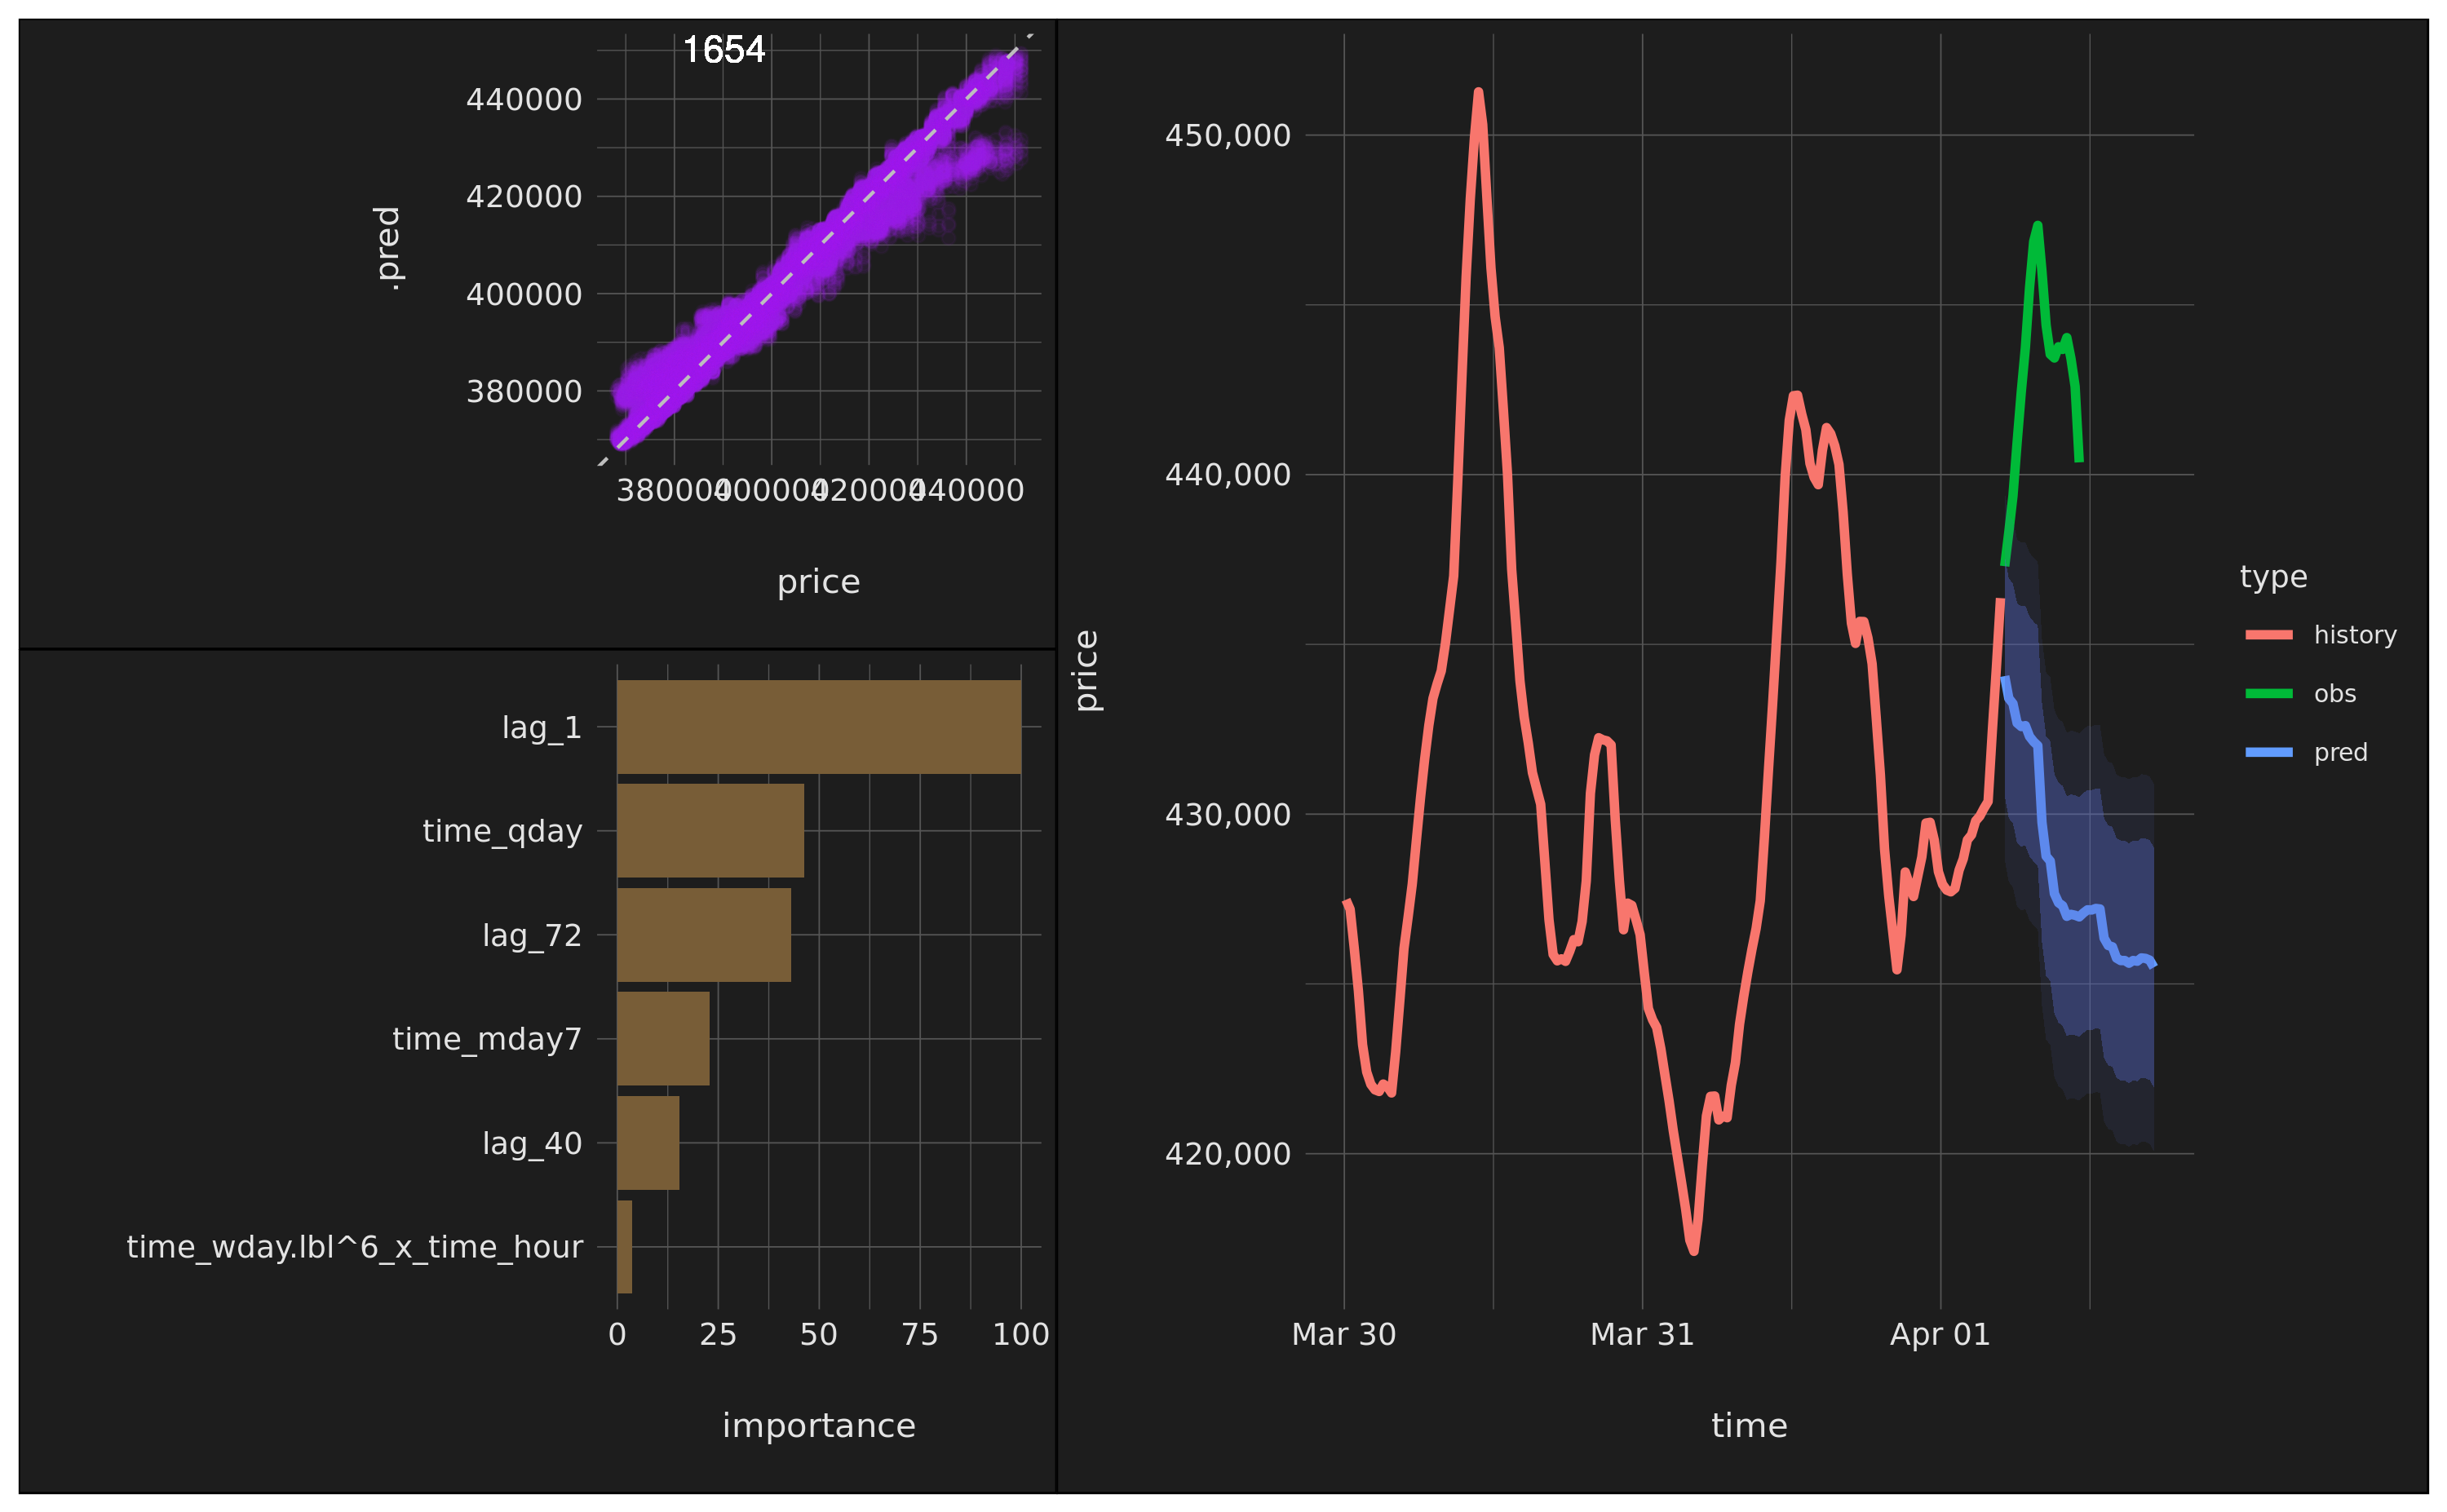 1654
440000
420000
400000
380000
.pred
380000 400000 420000 440000
price
lag_1
time_qday
lag_72
time_mday7
lag_40
time_wday.lbl^6_x_time_hour
0 25 50 75 100
importance
450,000
440,000
430,000
420,000
price
Mar 30 Mar 31 Apr 01
time
type
history
obs
pred